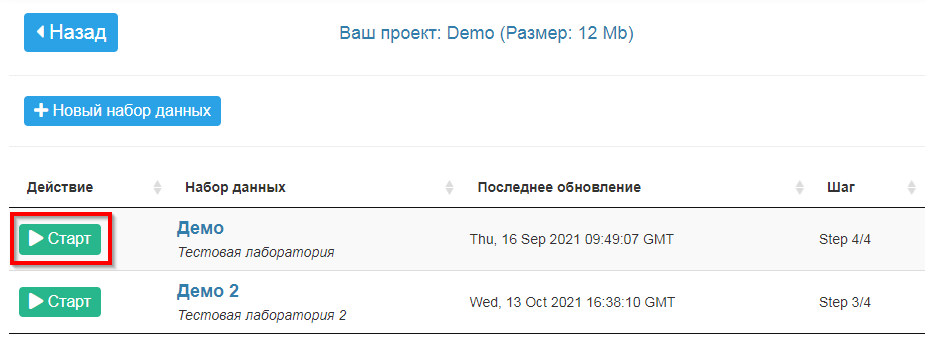 Назад
Ваш проект: Demo (Размер: 12 Mb)
Новый набор данных
Действие Набор данных Последнее обновление Шаг
Старт Демо Thu, 16 Sep 2021 09:49:07 GMT Step 4/4
Тестовая лаборатория
Старт Демо 2 Wed, 13 Oct 2021 16:38:10 GMT Step 3/4
Тестовая лаборатория 2